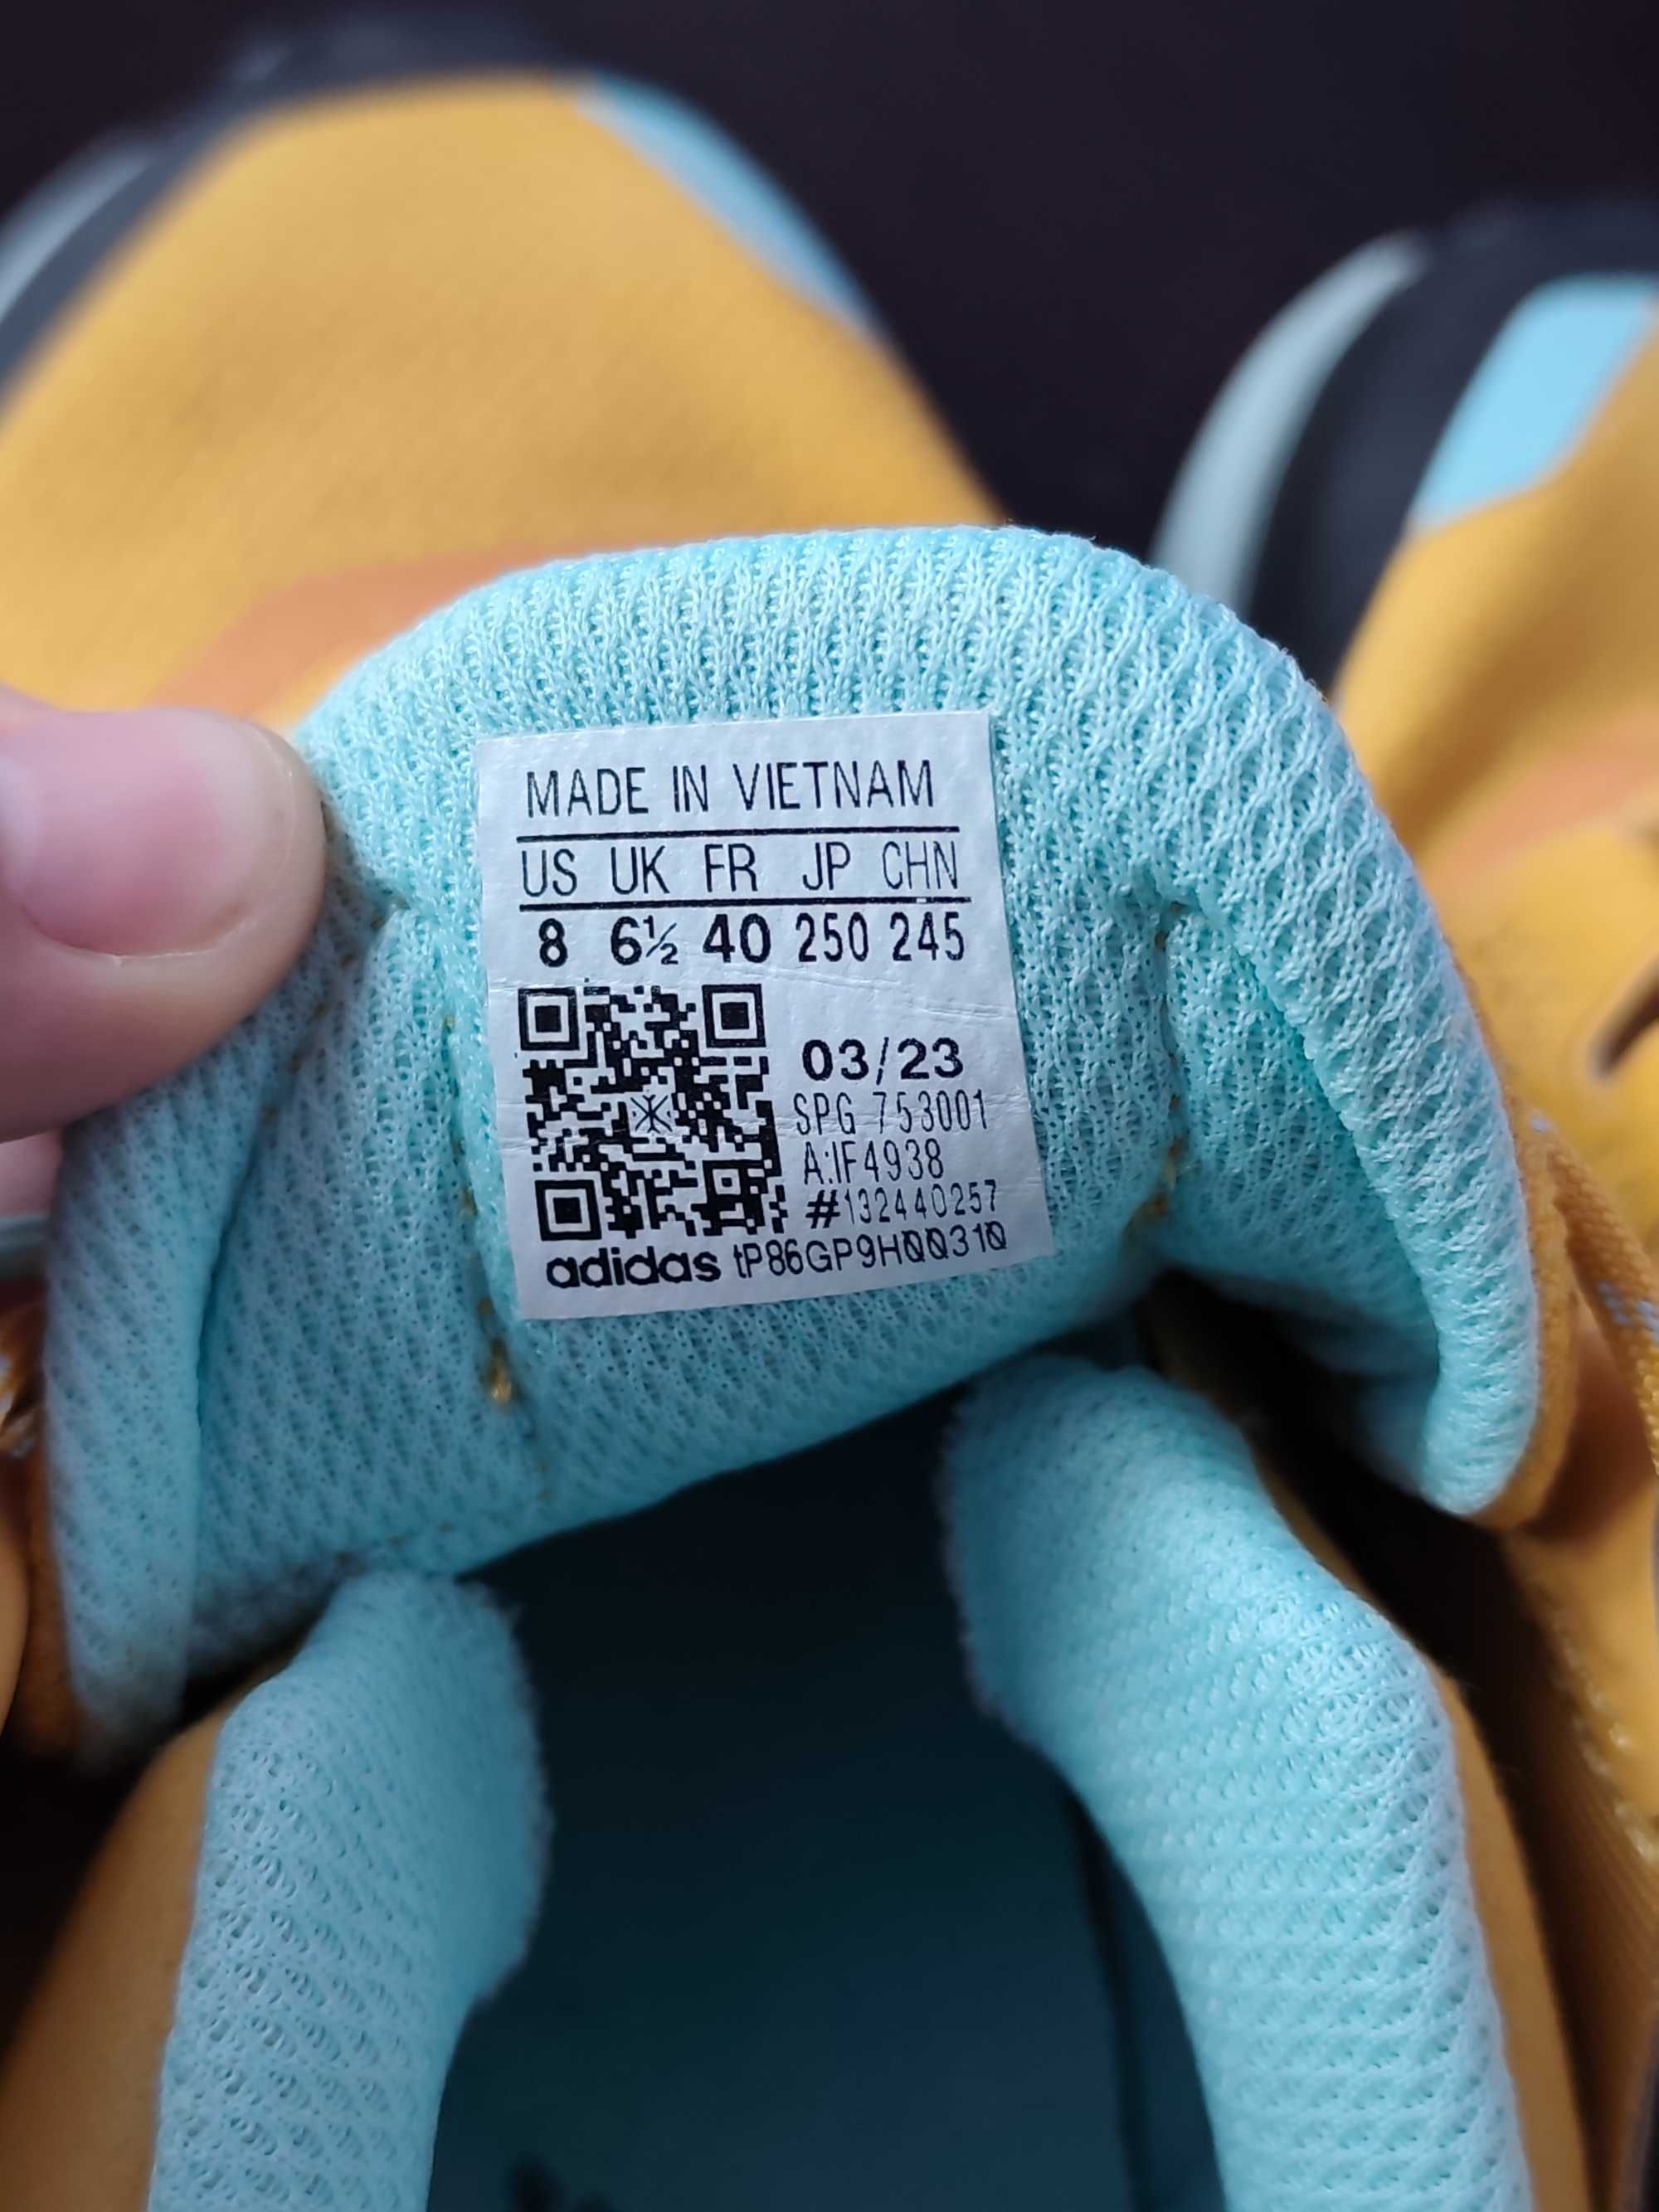 MADE IN VIETNAM
US UK FR JP CHN
8 6½ 40 250 245
03/23
SPG 753001
A:IF4938
#132440257
adidas tP86GP9H00310